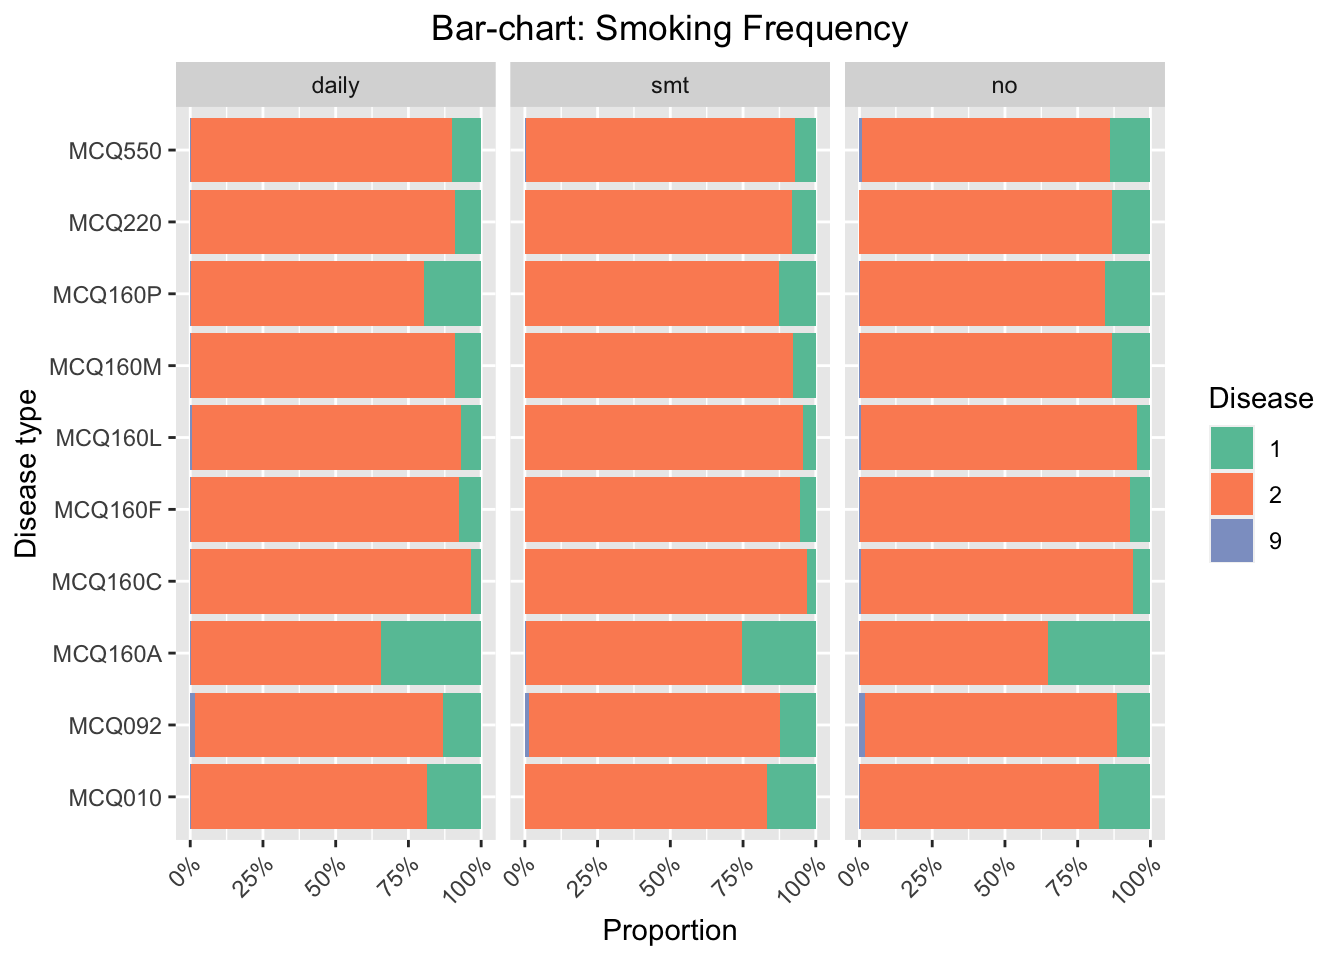 Bar-chart: Smoking Frequency
daily
smt
no
MCQ550
MCQ220
MCQ160P
MCQ160M
MCQ160L
MCQ160F
MCQ160C
MCQ160A
MCQ092
MCQ010
Disease type
0% 25% 50% 75% 100%
0% 25% 50% 75% 100%
0% 25% 50% 75% 100%
Proportion
Disease
1
2
9